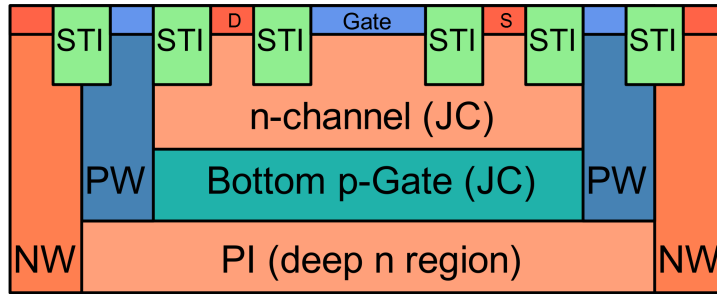 D Gate S
STI STI STI STI STI STI
n-channel (JC)
PW Bottom p-Gate (JC) PW
NW PI (deep n region) NW